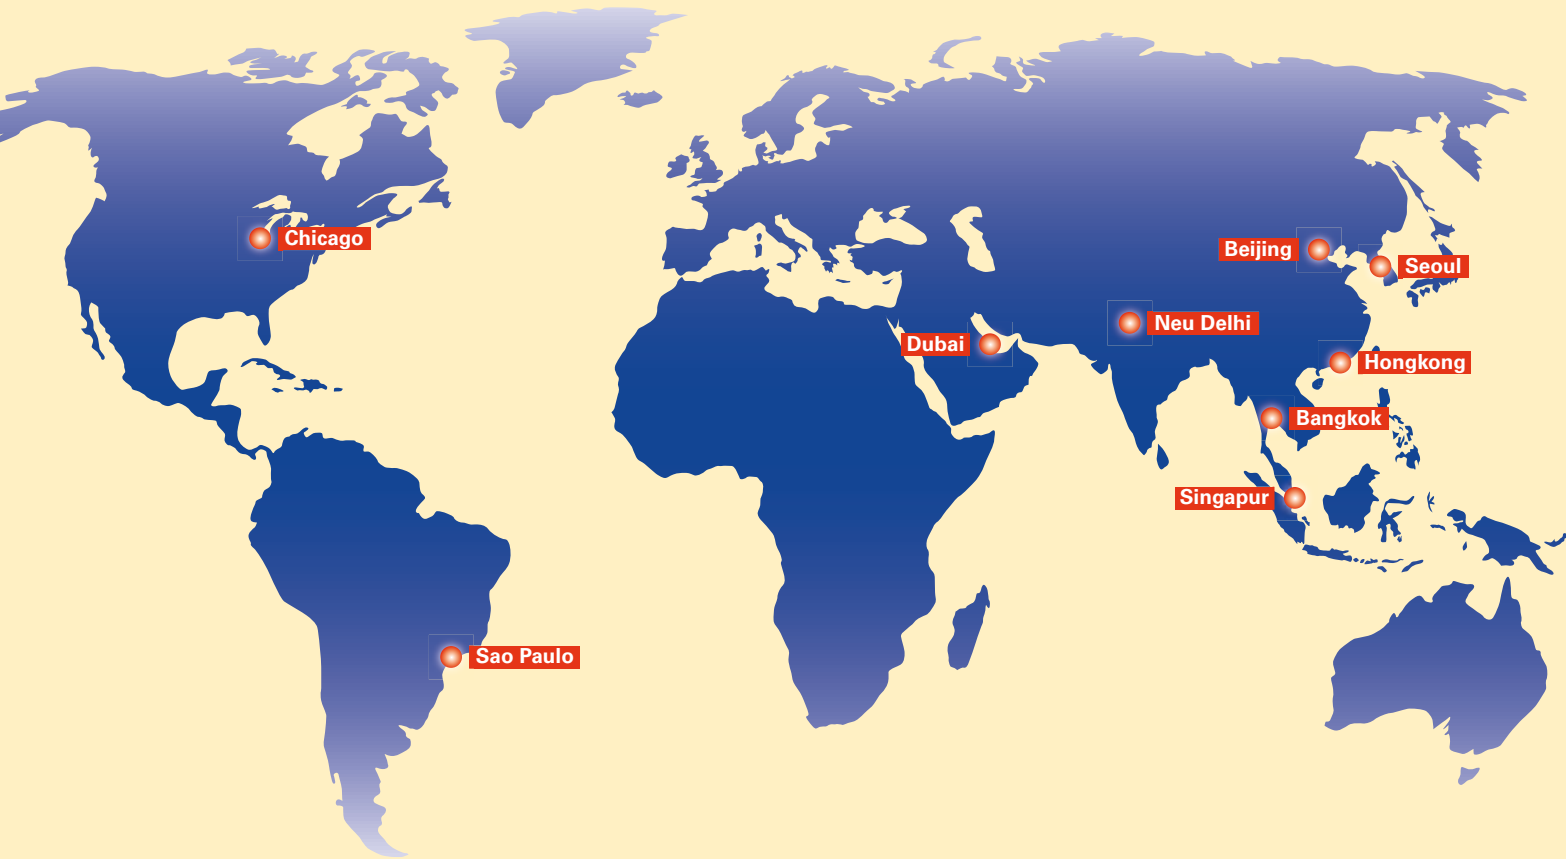 Chicago
Beijing
Seoul
Neu Delhi
Dubai
Hongkong
Bangkok
Singapur
Sao Paulo